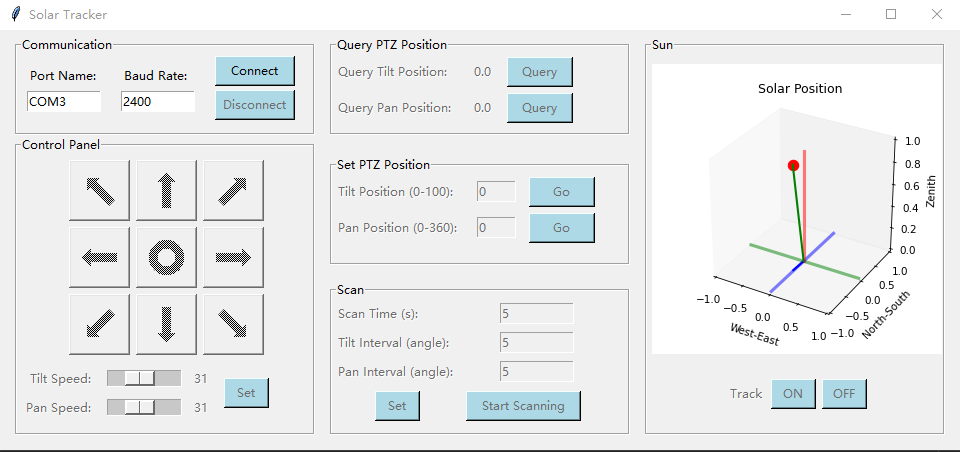 Solar Tracker
Communication
Port Name: Baud Rate:
COM3 2400
Connect
Disconnect
Control Panel
Tilt Speed: 31
Pan Speed: 31
Set
Query PTZ Position
Query Tilt Position: 0.0 Query
Query Pan Position: 0.0 Query
Set PTZ Position
Tilt Position (0-100): 0 Go
Pan Position (0-360): 0 Go
Scan
Scan Time (s): 5
Tilt Interval (angle): 5
Pan Interval (angle): 5
Set Start Scanning
Sun
Solar Position
1.0
0.8
0.6
0.4
0.2
0.0
Zenith
−1.0
−0.5
0.0
0.5
1.0
West-East
1.0
0.5
0.0
−0.5
−1.0
North-South
Track ON OFF